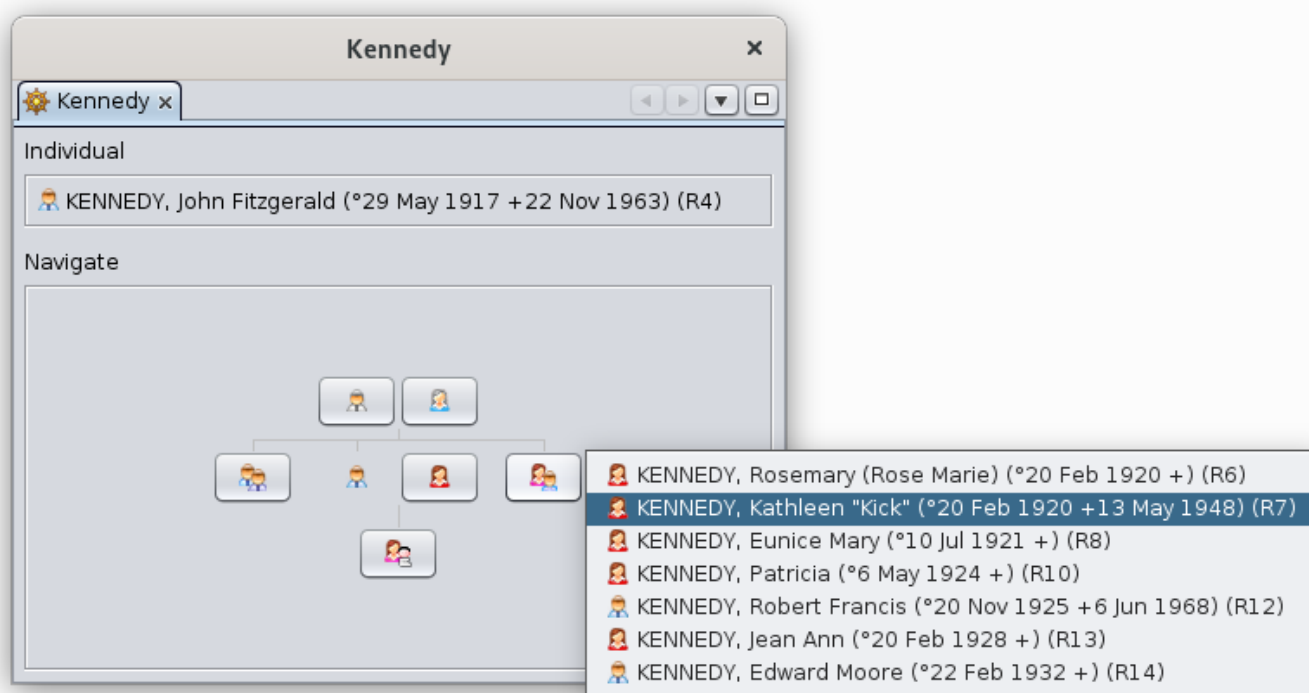 Kennedy
Kennedy
Individual
KENNEDY, John Fitzgerald (°29 May 1917 +22 Nov 1963) (R4)
Navigate
KENNEDY, Rosemary (Rose Marie) (°20 Feb 1920 +) (R6)
KENNEDY, Kathleen "Kick" (°20 Feb 1920 +13 May 1948) (R7)
KENNEDY, Eunice Mary (°10 Jul 1921 +) (R8)
KENNEDY, Patricia (°6 May 1924 +) (R10)
KENNEDY, Robert Francis (°20 Nov 1925 +6 Jun 1968) (R12)
KENNEDY, Jean Ann (°20 Feb 1928 +) (R13)
KENNEDY, Edward Moore (°22 Feb 1932 +) (R14)